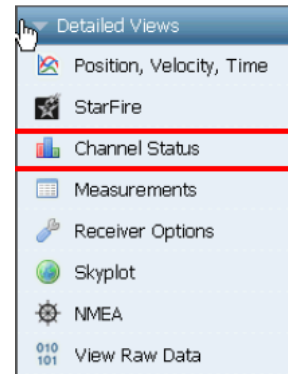 Detailed Views
Position, Velocity, Time
StarFire
Channel Status
Measurements
Receiver Options
Skyplot
NMEA
010
101 View Raw Data